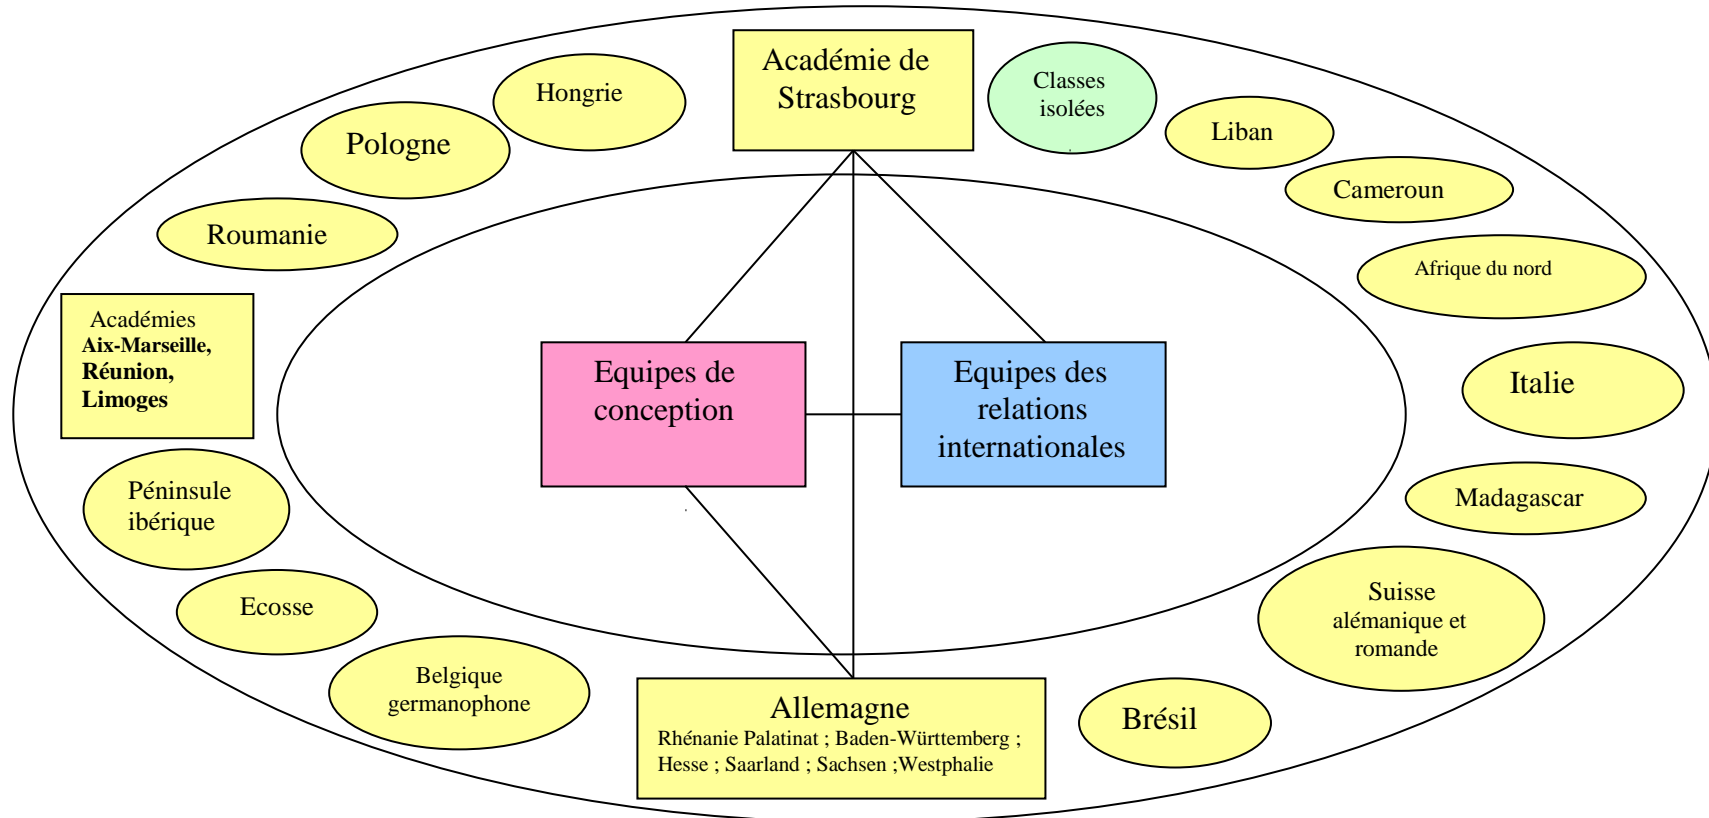 Académie de
Strasbourg
Classes
isolées
Hongrie
Liban
Pologne
Cameroun
Roumanie
Afrique du nord
Académies
Aix-Marseille,
Réunion,
Limoges
Equipes de
conception
Equipes des
relations
internationales
Italie
Péninsule
ibérique
Madagascar
Ecosse
Suisse
alémanique et
romande
Belgique
germanophone
Allemagne
Rhénanie Palatinat ; Baden-Württemberg ;
Hesse ; Saarland ; Sachsen ;Westphalie
Brésil